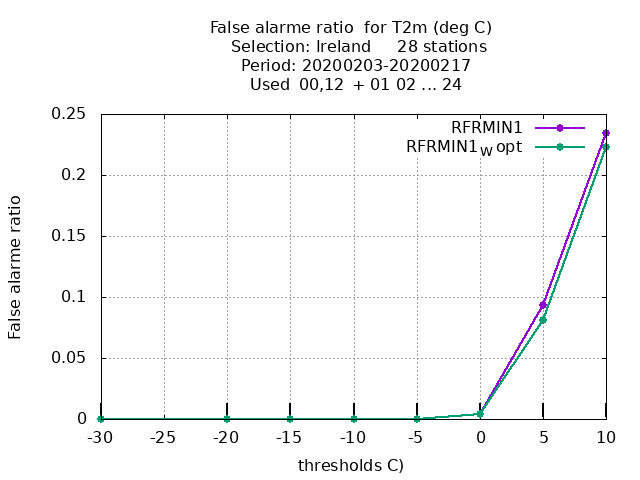 False alarme ratio  for T2m (deg C)
Selection: Ireland     28 stations
Period: 20200203-20200217
Used  00,12  + 01 02 ... 24
RFRMIN1
RFRMIN1W opt
False alarme ratio
0.25
0.2
0.15
0.1
0.05
0
-30 -25 -20 -15 -10 -5 0 5 10
thresholds C)